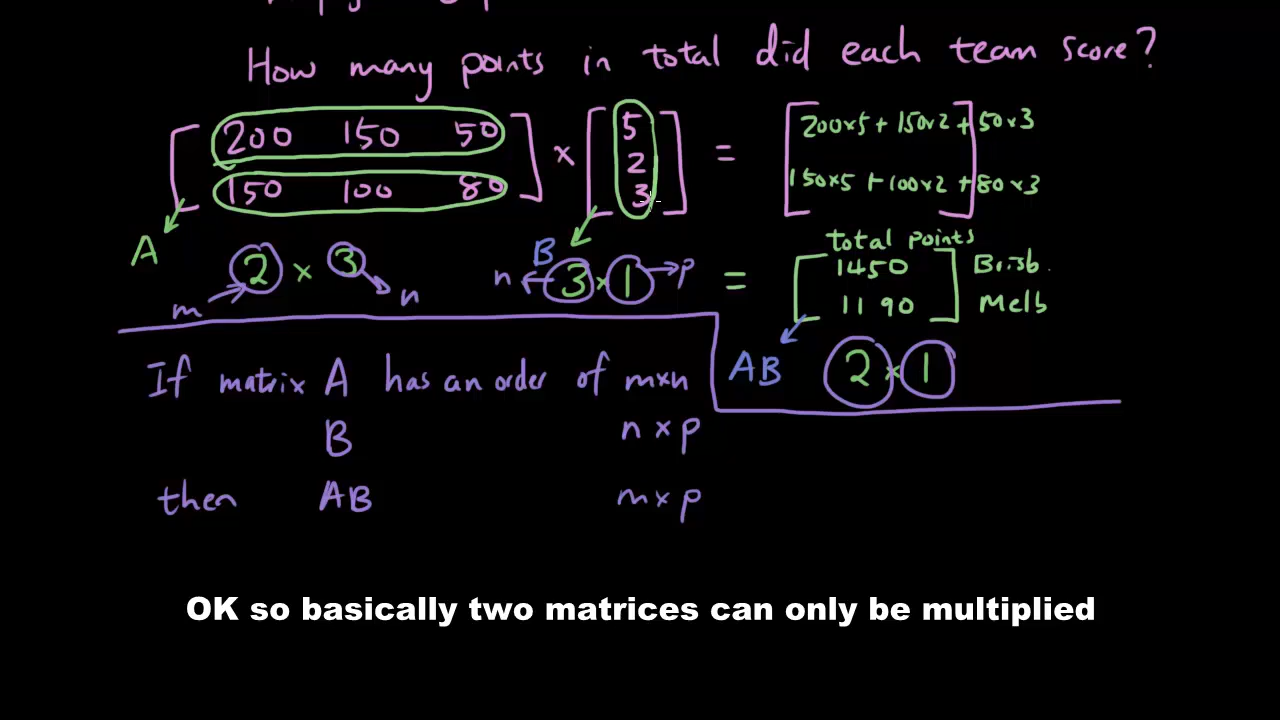 How many points in total did each team score?
[200 150 50] × [5 = [200×5 + 150×2 + 50×3
150 100 80] 2 150×5 + 100×2 + 80×3]
3]
A B total points
2 × 3 n 3 × 1 p = [1450 Brisb.
m n 1190] Melb
If matrix A has an order of m×n AB 2 × 1
B n × p
then AB m × p
OK so basically two matrices can only be multiplied